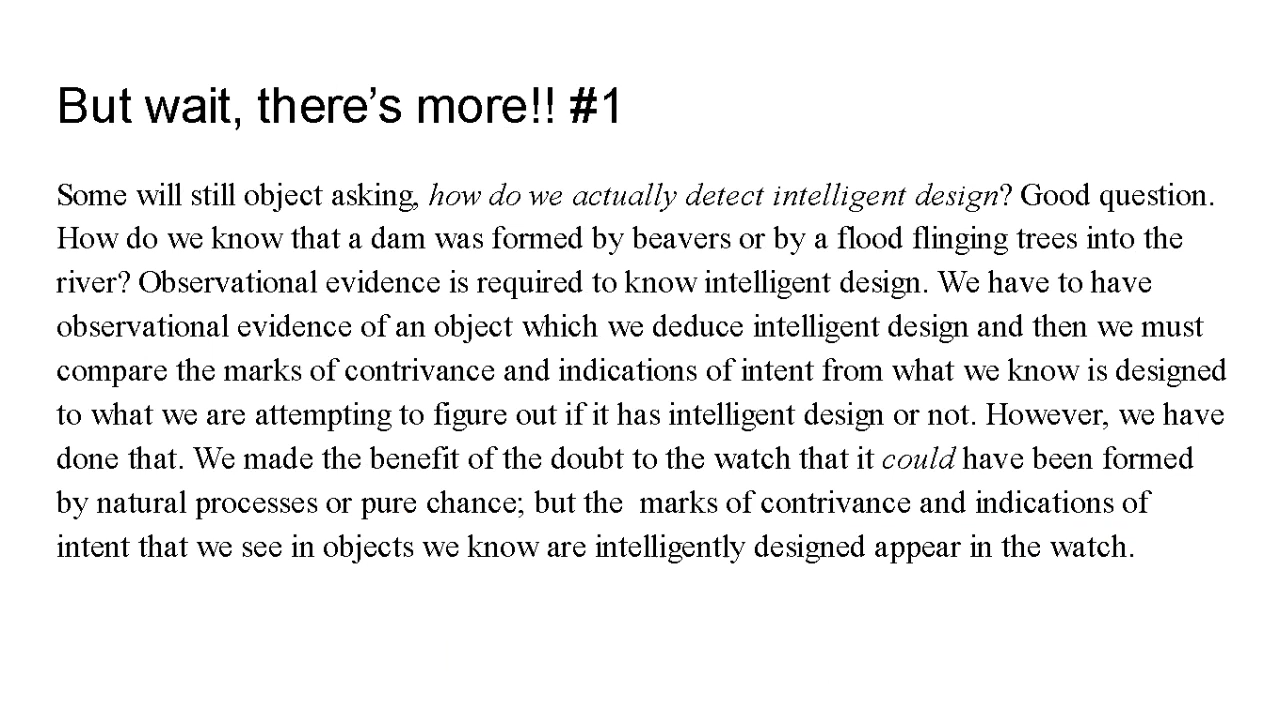 But wait, there’s more!! #1
Some will still object asking, how do we actually detect intelligent design? Good question.
How do we know that a dam was formed by beavers or by a flood flinging trees into the
river? Observational evidence is required to know intelligent design. We have to have
observational evidence of an object which we deduce intelligent design and then we must
compare the marks of contrivance and indications of intent from what we know is designed
to what we are attempting to figure out if it has intelligent design or not. However, we have
done that. We made the benefit of the doubt to the watch that it could have been formed
by natural processes or pure chance; but the  marks of contrivance and indications of
intent that we see in objects we know are intelligently designed appear in the watch.